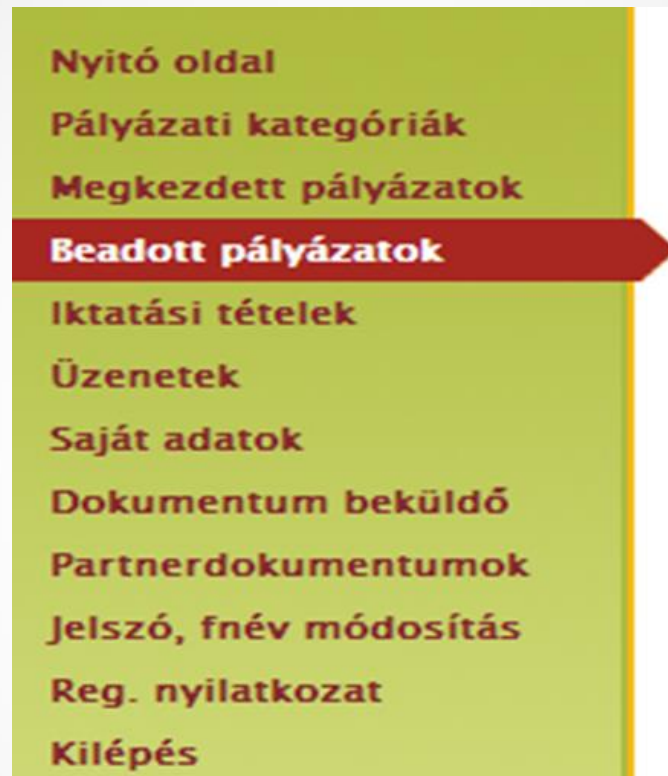 Nyitó oldal
Pályázati kategóriák
Megkezdett pályázatok
Beadott pályázatok
Iktatási tételek
Üzenetek
Saját adatok
Dokumentum beküldő
Partnerdokumentumok
Jelszó, fnév módosítás
Reg. nyilatkozat
Kilépés